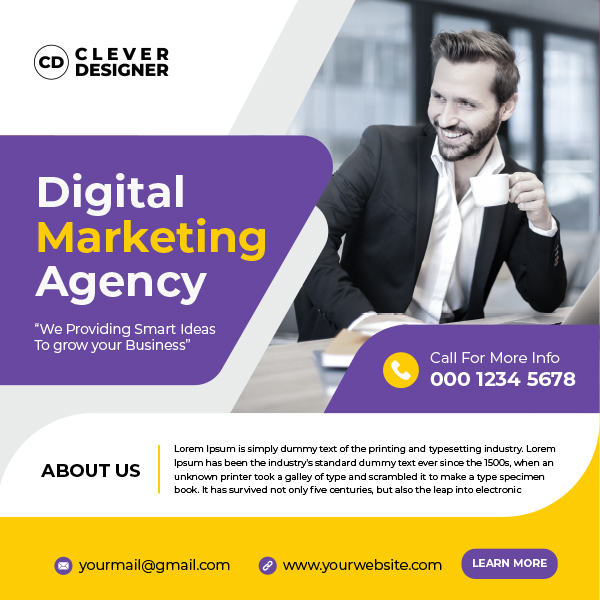 CD
CLEVER
DESIGNER
Digital
Marketing
Agency
“We Providing Smart Ideas
To grow your Business”
Call For More Info
000 1234 5678
ABOUT US
Lorem Ipsum is simply dummy text of the printing and typesetting industry. Lorem
Ipsum has been the industry's standard dummy text ever since the 1500s, when an
unknown printer took a galley of type and scrambled it to make a type specimen
book. It has survived not only five centuries, but also the leap into electronic
yourmail@gmail.com
www.yourwebsite.com
LEARN MORE